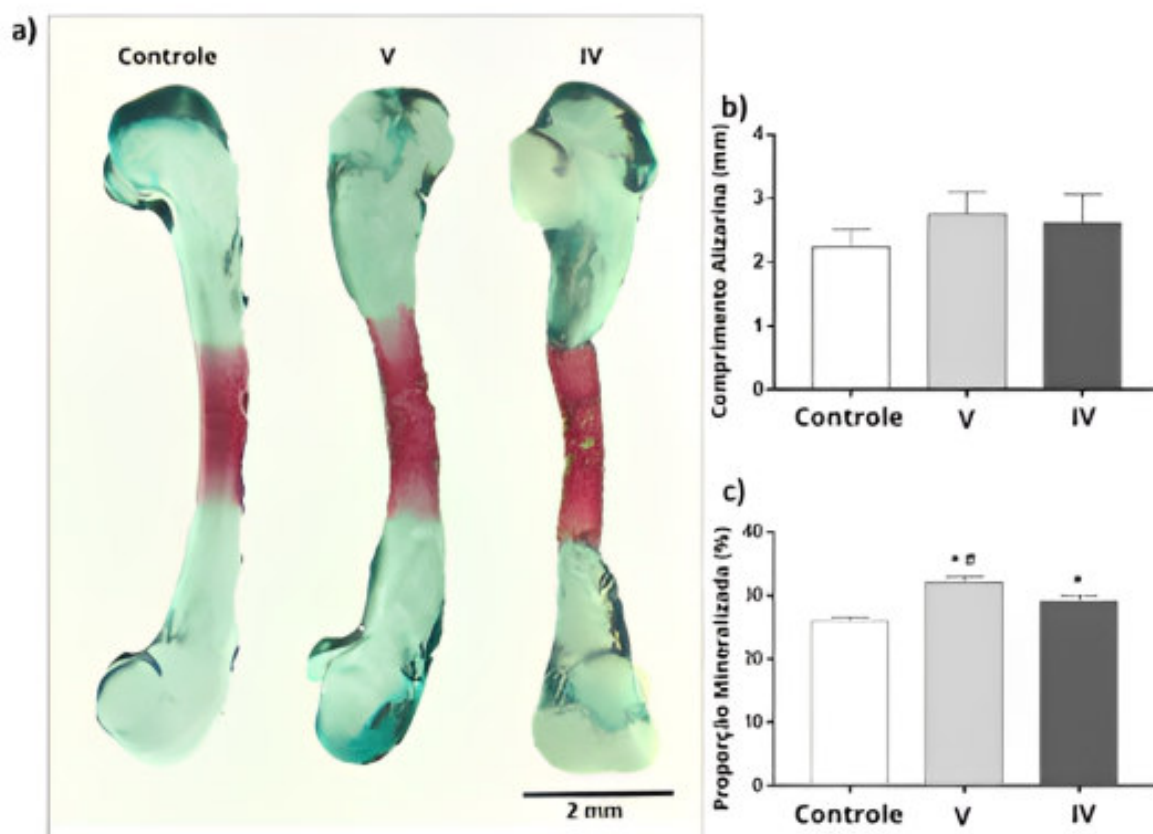 a)
Controle V IV
2 mm
b)
Comprimento Alizarina (mm)
4
3
2
1
0
Controle V IV
c)
Proporção Mineralizada (%)
40
30
20
10
0
* #
*
Controle V IV